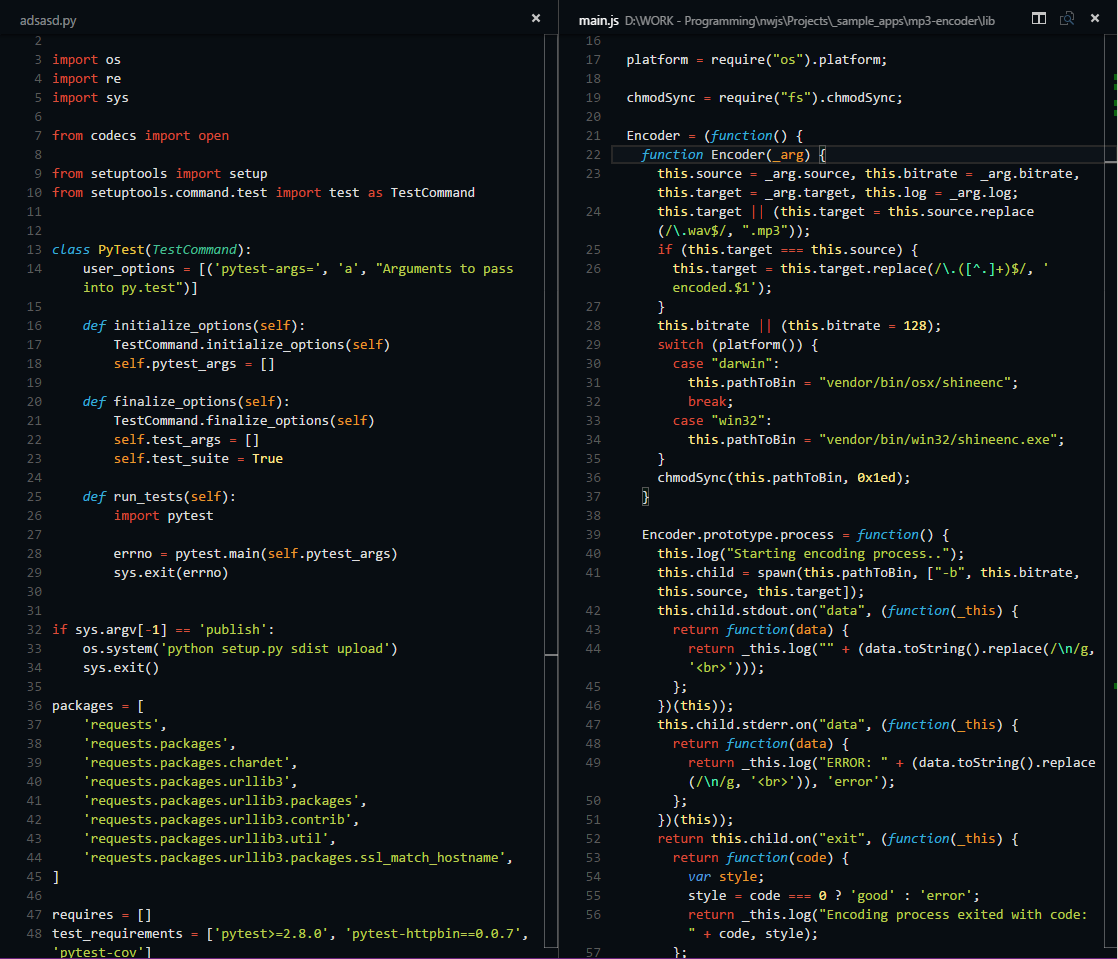 adsasd.py
2
3 import os
4 import re
5 import sys
6
7 from codecs import open
8
9 from setuptools import setup
10 from setuptools.command.test import test as TestCommand
11
12
13 class PyTest(TestCommand):
14     user_options = [('pytest-args=', 'a', "Arguments to pass
into py.test")]
15
16     def initialize_options(self):
17         TestCommand.initialize_options(self)
18         self.pytest_args = []
19
20     def finalize_options(self):
21         TestCommand.finalize_options(self)
22         self.test_args = []
23         self.test_suite = True
24
25     def run_tests(self):
26         import pytest
27
28         errno = pytest.main(self.pytest_args)
29         sys.exit(errno)
30
31
32 if sys.argv[-1] == 'publish':
33     os.system('python setup.py sdist upload')
34     sys.exit()
35
36 packages = [
37     'requests',
38     'requests.packages',
39     'requests.packages.chardet',
40     'requests.packages.urllib3',
41     'requests.packages.urllib3.packages',
42     'requests.packages.urllib3.contrib',
43     'requests.packages.urllib3.util',
44     'requests.packages.urllib3.packages.ssl_match_hostname',
45 ]
46
47 requires = []
48 test_requirements = ['pytest>=2.8.0', 'pytest-httpbin==0.0.7',
'pytest-cov']
main.js D:\WORK - Programming\nwjs\Projects\_sample_apps\mp3-encoder\lib
16
17 platform = require("os").platform;
18
19 chmodSync = require("fs").chmodSync;
20
21 Encoder = (function() {
22   function Encoder(_arg) {
23     this.source = _arg.source, this.bitrate = _arg.bitrate,
this.target = _arg.target, this.log = _arg.log;
24     this.target || (this.target = this.source.replace
(/\.wav$/, ".mp3"));
25     if (this.target === this.source) {
26       this.target = this.target.replace(/\.([^.]+)$/, '
encoded.$1');
27     }
28     this.bitrate || (this.bitrate = 128);
29     switch (platform()) {
30       case "darwin":
31         this.pathToBin = "vendor/bin/osx/shineenc";
32         break;
33       case "win32":
34         this.pathToBin = "vendor/bin/win32/shineenc.exe";
35     }
36     chmodSync(this.pathToBin, 0x1ed);
37   }
38
39   Encoder.prototype.process = function() {
40     this.log("Starting encoding process..");
41     this.child = spawn(this.pathToBin, ["-b", this.bitrate,
this.source, this.target]);
42     this.child.stdout.on("data", (function(_this) {
43       return function(data) {
44         return _this.log("" + (data.toString().replace(/\n/g,
'<br>')));
45       };
46     })(this));
47     this.child.stderr.on("data", (function(_this) {
48       return function(data) {
49         return _this.log("ERROR: " + (data.toString().replace
(/\n/g, '<br>')), 'error');
50       };
51     })(this));
52     return this.child.on("exit", (function(_this) {
53       return function(code) {
54         var style;
55         style = code === 0 ? 'good' : 'error';
56         return _this.log("Encoding process exited with code:
" + code, style);
57       };